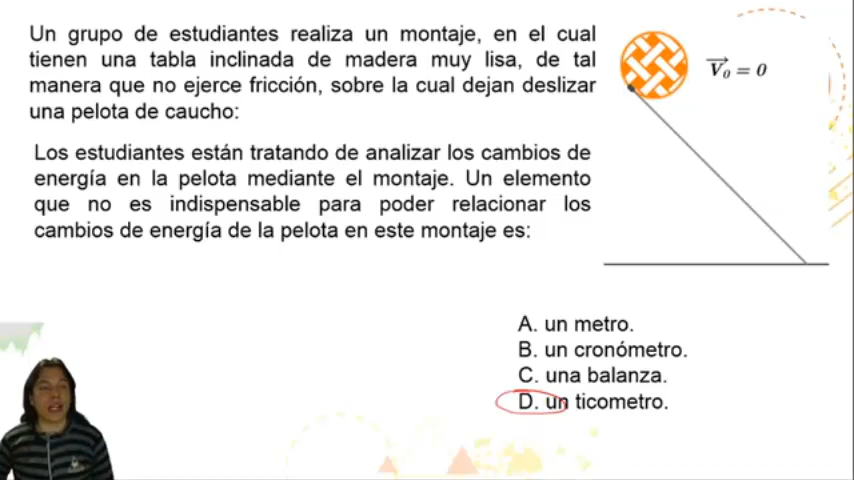 Un grupo de estudiantes realiza un montaje, en el cual
tienen una tabla inclinada de madera muy lisa, de tal
manera que no ejerce fricción, sobre la cual dejan deslizar
una pelota de caucho:
V₀ = 0
Los estudiantes están tratando de analizar los cambios de
energía en la pelota mediante el montaje. Un elemento
que no es indispensable para poder relacionar los
cambios de energía de la pelota en este montaje es:
A. un metro.
B. un cronómetro.
C. una balanza.
D. un ticometro.